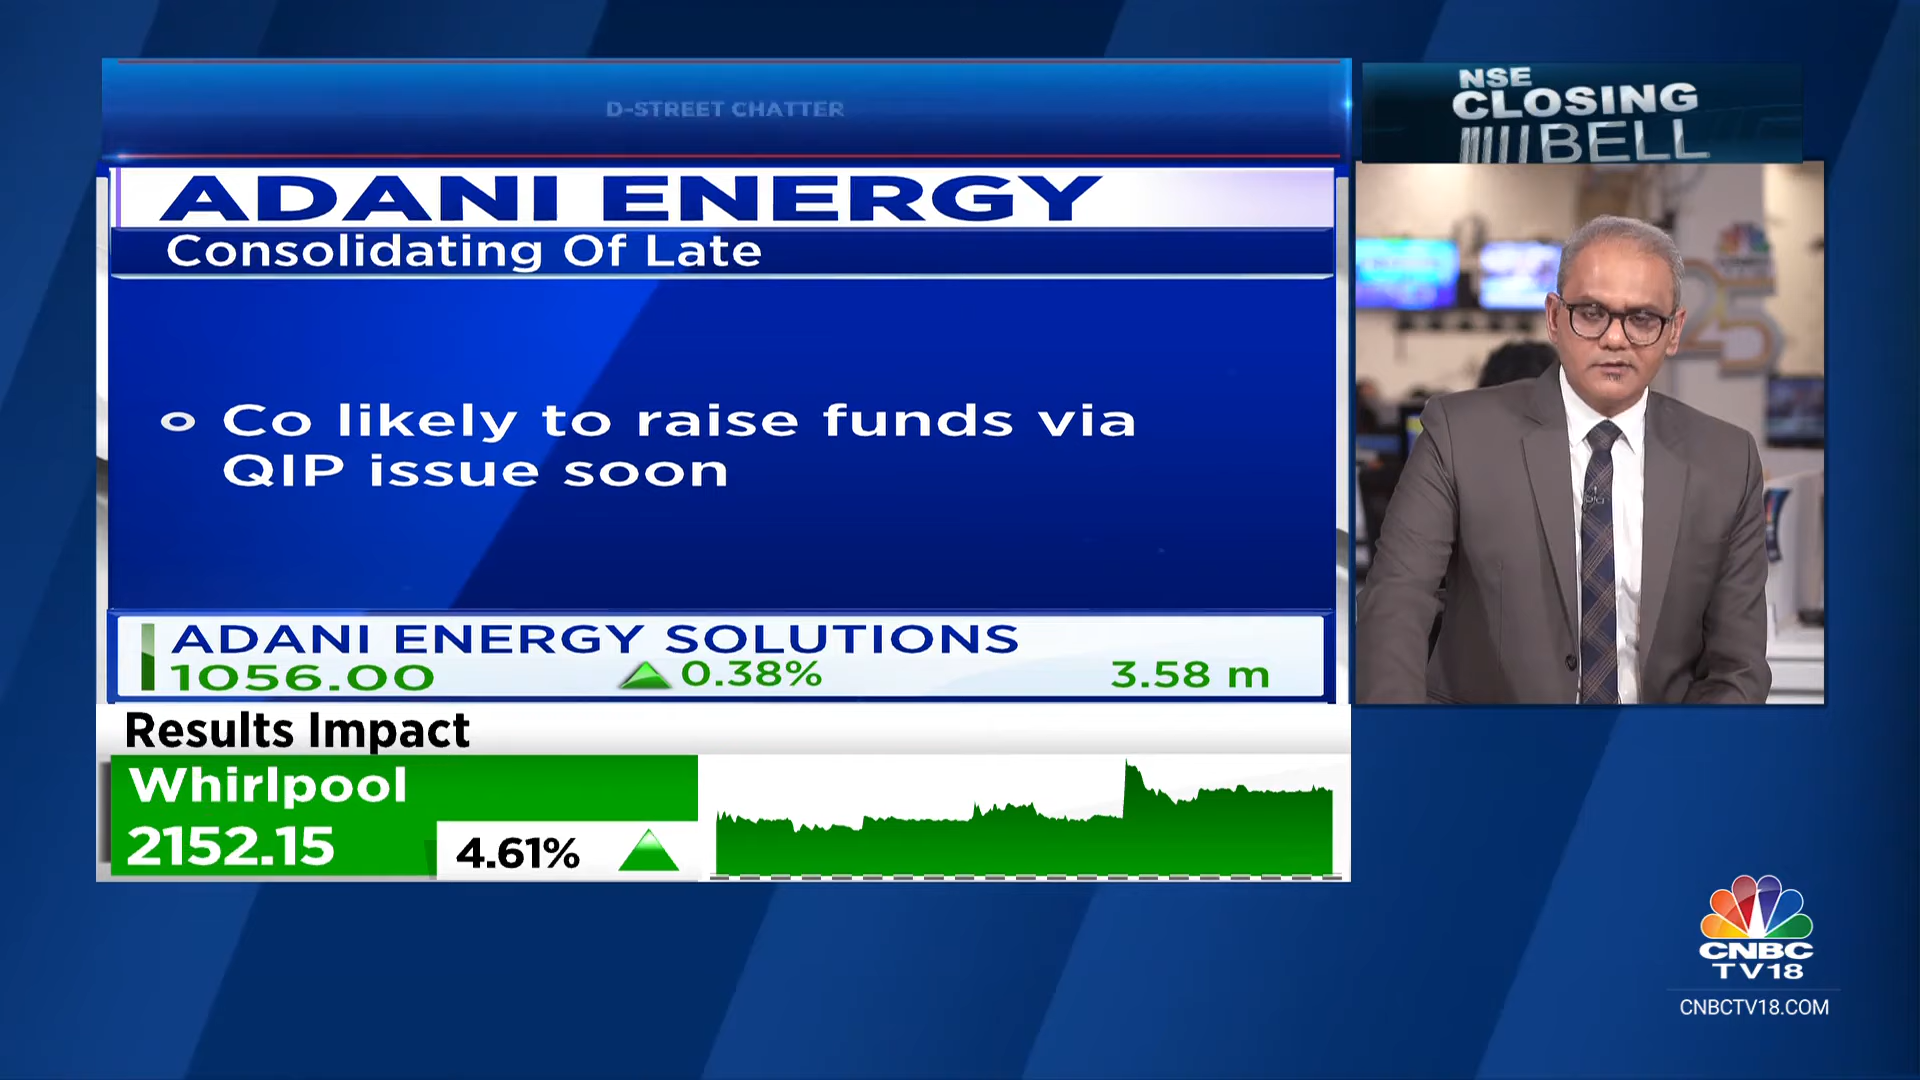 D-STREET CHATTER
NSE
CLOSING
BELL
ADANI ENERGY
Consolidating Of Late
Co likely to raise funds via
QIP issue soon
ADANI ENERGY SOLUTIONS
1056.00 0.38% 3.58 m
Results Impact
Whirlpool
2152.15 4.61%
25
CNBC
TV18
CNBCTV18.COM